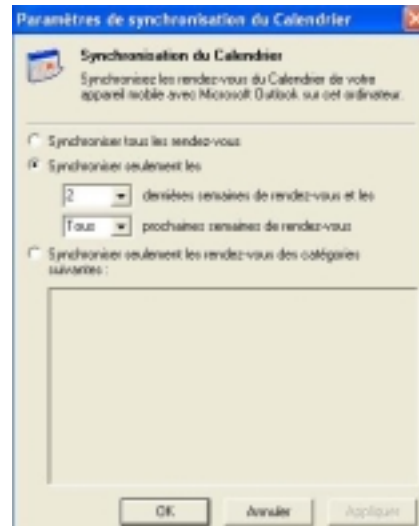 Paramètres de synchronisation du Calendrier
Synchronisation du Calendrier
Synchronisez les rendez-vous du Calendrier de votre
appareil mobile avec Microsoft Outlook sur cet ordinateur.
Synchroniser tous les rendez-vous
Synchroniser seulement les
2 dernières semaines de rendez-vous et les
Tous prochaines semaines de rendez-vous
Synchroniser seulement les rendez-vous des catégories
suivantes :
OK Annuler Appliquer